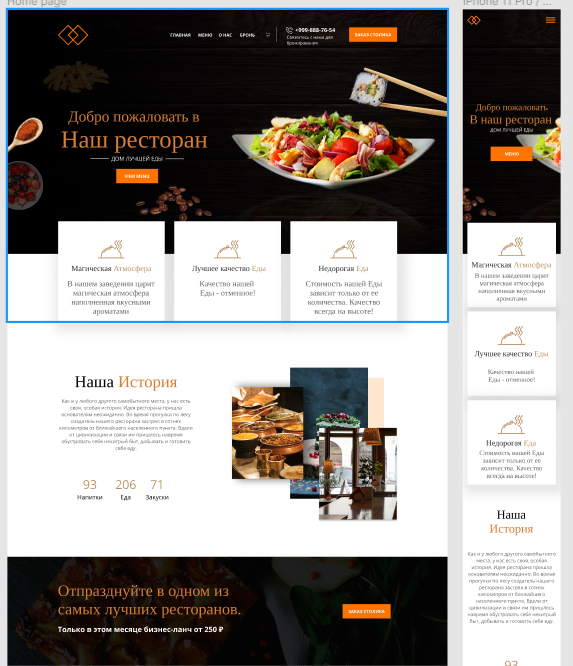 Home page
iPhone 11 Pro / ...
ГЛАВНАЯ МЕНЮ О НАС БРОНЬ
+999-888-76-54
Свяжитесь с нами для
бронирования
ЗАКАЗ СТОЛИКА
Добро пожаловать в
Наш ресторан
ДОМ ЛУЧШЕЙ ЕДЫ
VIEW MENU
Магическая Атмосфера
В нашем заведении царит
магическая атмосфера
наполненная вкусными
ароматами
Лучшее качество Еды
Качество нашей
Еды - отменное!
Недорогая Еда
Стоимость нашей Еды
зависит только от ее
количества. Качество
всегда на высоте!
Наша История
Как и у любого другого самобытного места, у нас есть
своя, особая история. Идея ресторана пришла
основателям неожиданно. Во время прогулки по лесу
создатель нашего ресторана застрял в сотнях
километров от ближайшего населенного пункта. Вдали
от цивилизации и связи им пришлось наврема
обустровать себе нехитрый быт, добывать и готовить
себе еду.
93 206 71
Напитки Еда Закуски
Отпразднуйте в одном из
самых лучших ресторанов.
Только в этом месяце бизнес-ланч от 250 ₽
ЗАКАЗ СТОЛИКА
Добро пожаловать
В наш ресторан
ДОМ ЛУЧШЕЙ ЕДЫ
МЕНЮ
Магическая Атмосфера
В нашем заведении царит
магическая атмосфера
наполненная вкусными
ароматами
Лучшее качество Еды
Качество нашей
Еды - отменное!
Недорогая Еда
Стоимость нашей Еды
зависит только от ее
количества. Качество
всегда на высоте!
Наша
История
Как и у любого другого самобытного
места, у нас есть своя, особая
история. Идея ресторана пришла
основателям неожиданно. Во время
прогулки по лесу создатель нашего
ресторана застрял в сотнях
километров от ближайшего
населенного пункта. Вдали от
цивилизации и связи им пришлось
наврема обустровать себе нехитрый
быт, добывать и готовить себе еду.
93